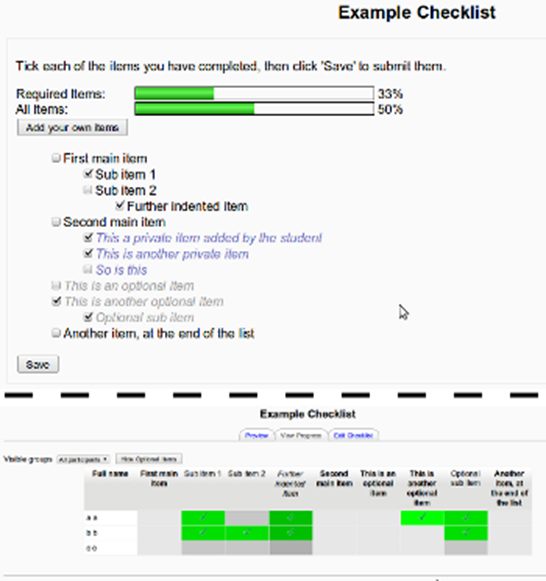 Example Checklist
Tick each of the items you have completed, then click 'Save' to submit them.
Required Items: 33%
All Items: 50%
Add your own items
First main item
Sub item 1
Sub item 2
Further indented item
Second main item
This a private item added by the student
This is another private item
So is this
This is an optional item
This is another optional item
Optional sub item
Another item, at the end of the list
Save
Example Checklist
Preview View Progress Edit Checklist
Visible groups All participants Hide Optional Items
Full name First main item Sub item 1 Sub item 2 Further indented item Second main item This is an optional item This is another optional item Optional sub item Another item, at the end of the list
a a
b b
c c